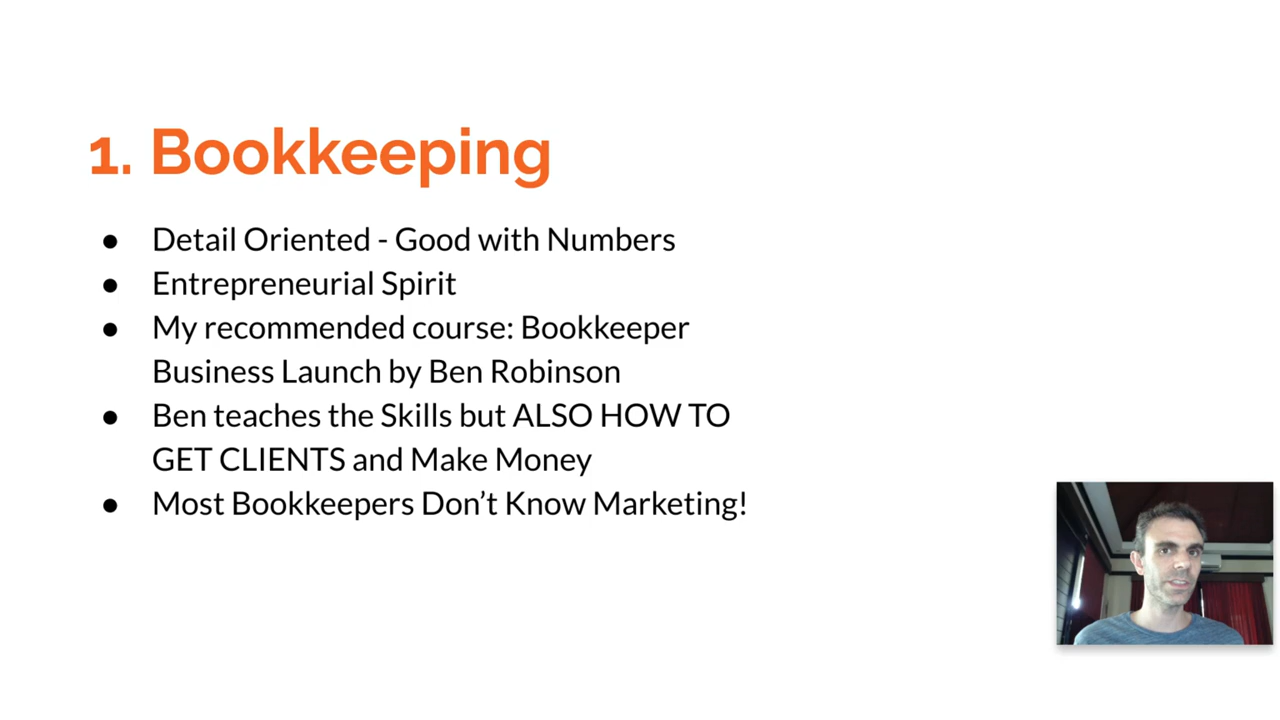 1. Bookkeeping
● Detail Oriented - Good with Numbers
● Entrepreneurial Spirit
● My recommended course: Bookkeeper
Business Launch by Ben Robinson
● Ben teaches the Skills but ALSO HOW TO
GET CLIENTS and Make Money
● Most Bookkeepers Don’t Know Marketing!